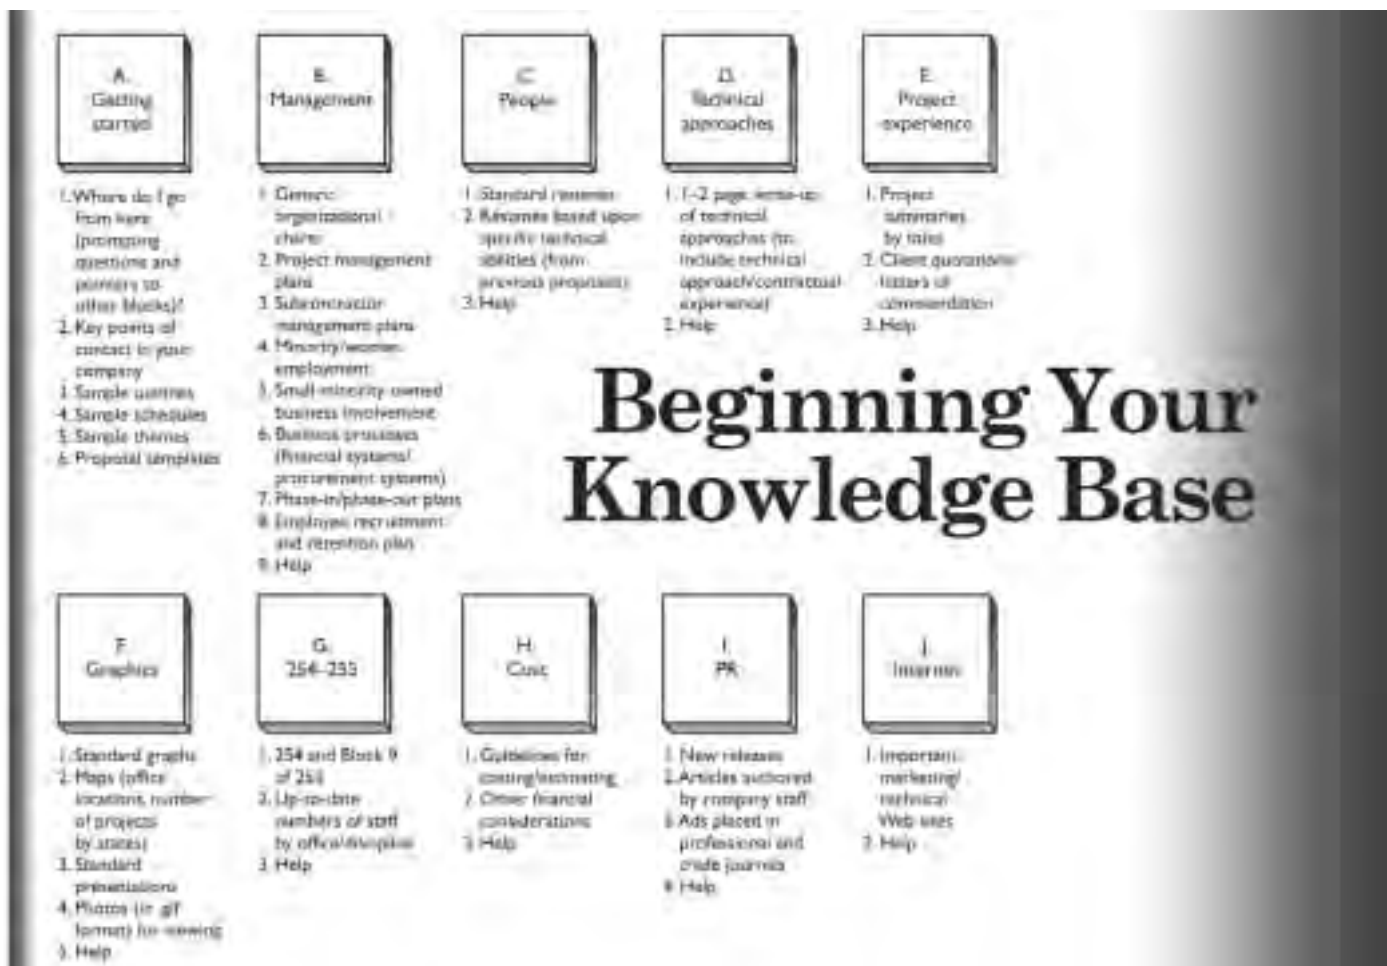 A.
Getting
started
1. Where do I go
from here
(prompting
questions and
pointers to
other blocks)?
2. Key points of
contact in your
company
3. Sample outlines
4. Sample schedules
5. Sample themes
6. Proposal templates
B.
Management
1. Generic
organizational
charts
2. Project management
plans
3. Subcontractor
management plans
4. Minority/women
employment
5. Small-minority-owned
business involvement
6. Business processes
(financial systems/
procurement systems)
7. Phase-in/phase-out plans
8. Employee recruitment
and retention plan
9. Help
C.
People
1. Standard resumes
2. Résumés based upon
specific technical
abilities (from
previous proposals)
3. Help
D.
Technical
approaches
1. 1–2 page write-up
of technical
approaches (to
include technical
approach/contractual
experience)
2. Help
E.
Project
experience
1. Project
summaries
by titles
2. Client quotations/
letters of
commendation
3. Help
Beginning Your
Knowledge Base
F.
Graphics
1. Standard graphs
2. Maps (office
locations, number
of projects
by states)
3. Standard
presentations
4. Photos (in .gif
format) for viewing
5. Help
G.
254–255
1. 254 and Block 9
of 255
2. Up-to-date
numbers of staff
by office/discipline
3. Help
H.
Cost
1. Guidelines for
costing/estimating
2. Other financial
considerations
3. Help
I.
PR
1. New releases
2. Articles authored
by company staff
3. Ads placed in
professional and
trade journals
4. Help
J.
Internet
1. Important
marketing/
technical
Web sites
2. Help